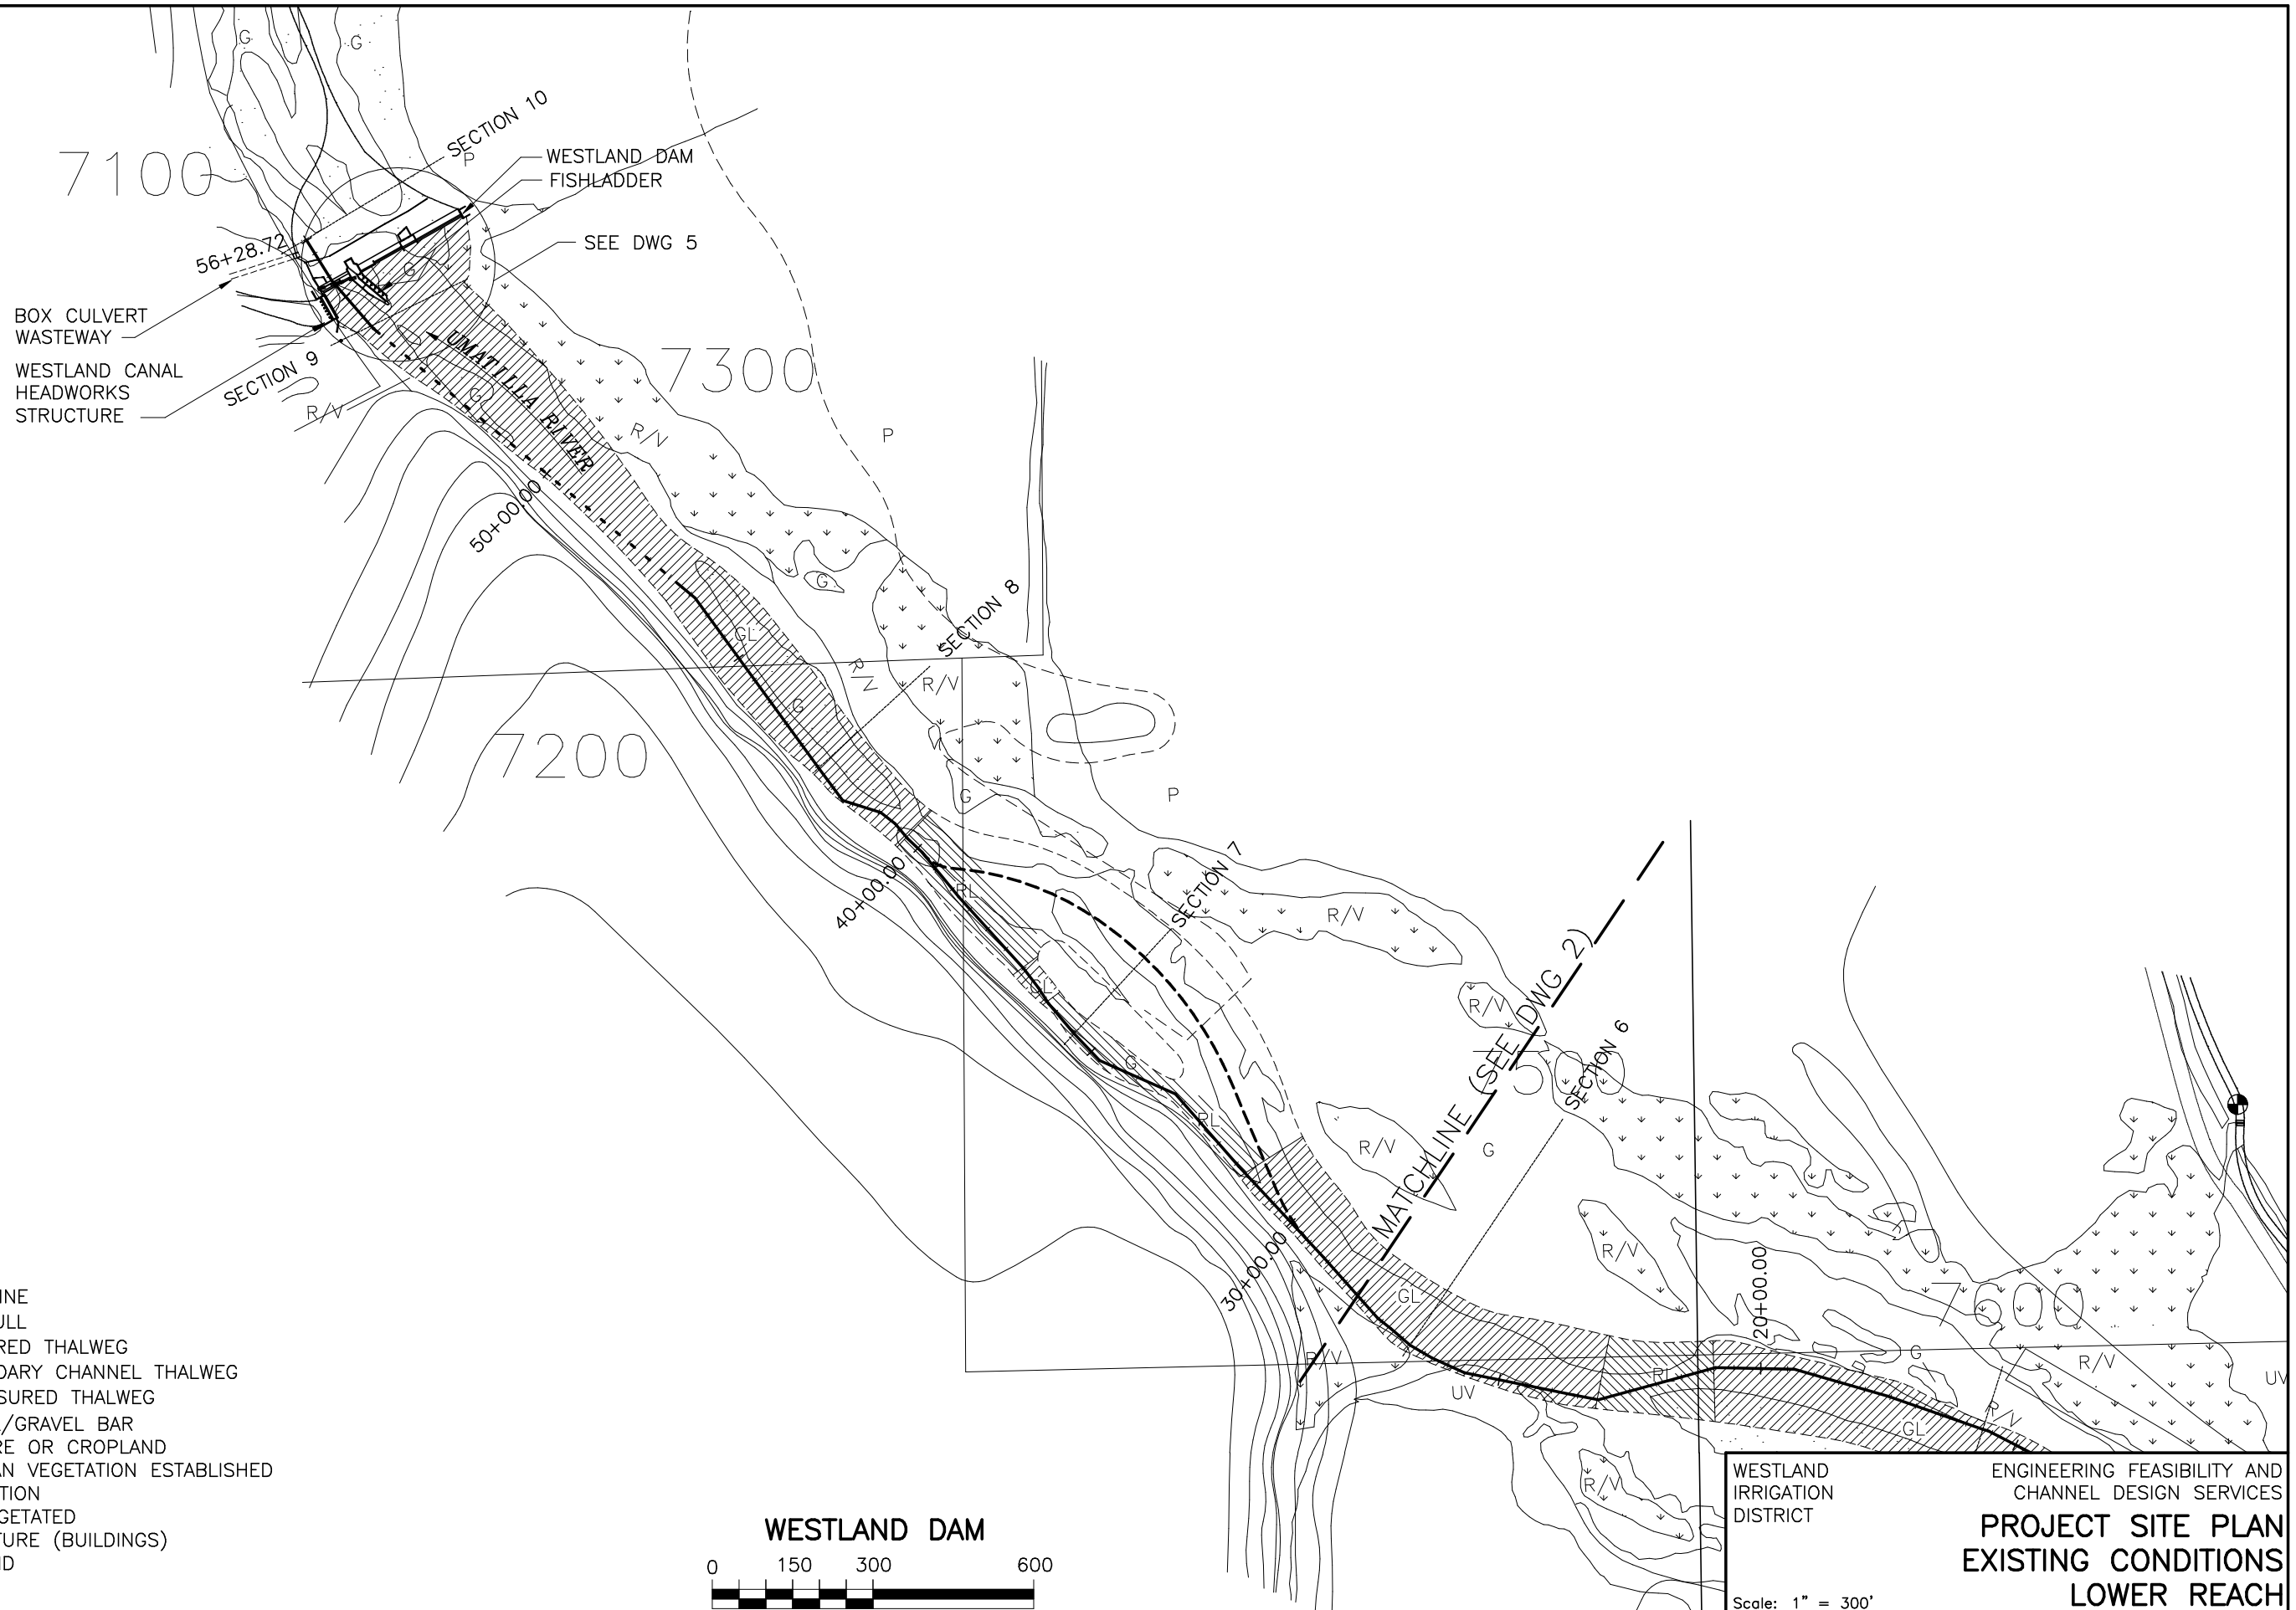 G
G
SECTION 10
P
7100
WESTLAND DAM
FISHLADDER
SEE DWG 5
56+28.72
G
BOX CULVERT
WASTEWAY
WESTLAND CANAL
HEADWORKS
STRUCTURE
SECTION 9
R/V
UMATILLA RIVER
G
7300
R/V
P
50+00.00
G
SECTION 8
GL
R/V
R/V
G
7200
G
P
40+00.00
RL
SECTION 7
R/V
GL
R/V
MATCHLINE (SEE DWG 2)
SECTION 6
G
RL
R/V
G
30+00.00
R/V
GL
20+00.00
7600
R/V
UV
RL
G
R/V
UV
R/V
GL
R/V
RED THALWEG
DARY CHANNEL THALWEG
SURED THALWEG
/GRAVEL BAR
RE OR CROPLAND
AN VEGETATION ESTABLISHED
TION
GETATED
TURE (BUILDINGS)
WESTLAND DAM
0 150 300 600
WESTLAND
IRRIGATION
DISTRICT
ENGINEERING FEASIBILITY AND
CHANNEL DESIGN SERVICES
PROJECT SITE PLAN
EXISTING CONDITIONS
LOWER REACH
Scale: 1" = 300'